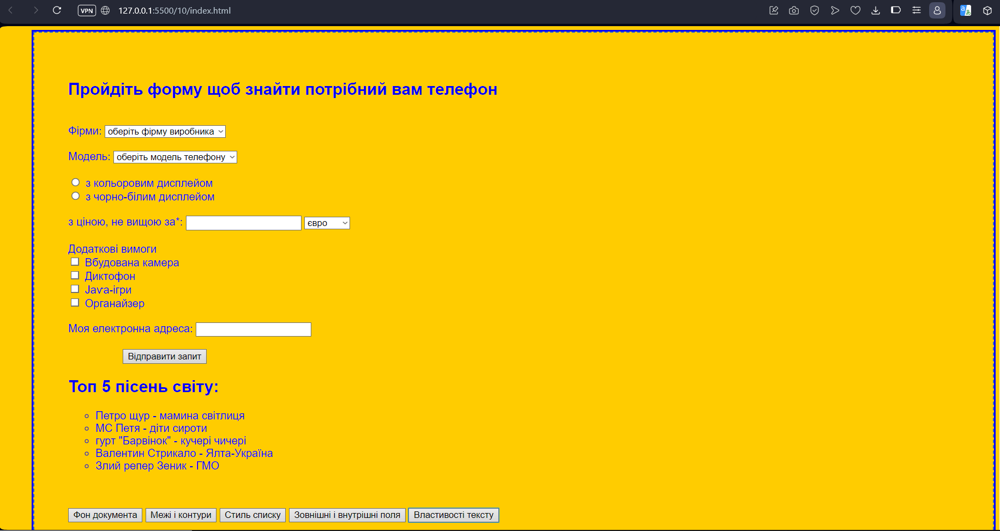 VPN 127.0.0.1:5500/10/index.html
Пройдіть форму щоб знайти потрібний вам телефон
Фірми: оберіть фірму виробника
Модель: оберіть модель телефону
з кольоровим дисплейом
з чорно-білим дисплейом
з ціною, не вищою за*: євро
Додаткові вимоги
Вбудована камера
Диктофон
Java-ігри
Органайзер
Моя електронна адреса:
Відправити запит
Топ 5 пісень світу:
Петро щур - мамина світлиця
МС Петя - діти сироти
гурт "Барвінок" - кучері чичері
Валентин Стрикало - Ялта-Україна
Злий репер Зеник - ГМО
Фон документа Межі і контури Стиль списку Зовнішні і внутрішні поля Властивості тексту